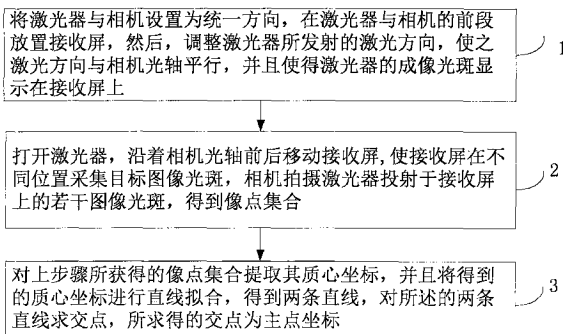 将激光器与相机设置为统一方向，在激光器与相机的前段
放置接收屏，然后，调整激光器所发射的激光方向，使之
激光方向与相机光轴平行，并且使得激光器的成像光斑显
示在接收屏上
1
打开激光器，沿着相机光轴前后移动接收屏,使接收屏在不
同位置采集目标图像光斑，相机拍摄激光器投射于接收屏
上的若干图像光斑，得到像点集合
2
对上步骤所获得的像点集合提取其质心坐标，并且将得到
的质心坐标进行直线拟合，得到两条直线，对所述的两条
直线求交点，所求得的交点为主点坐标
3